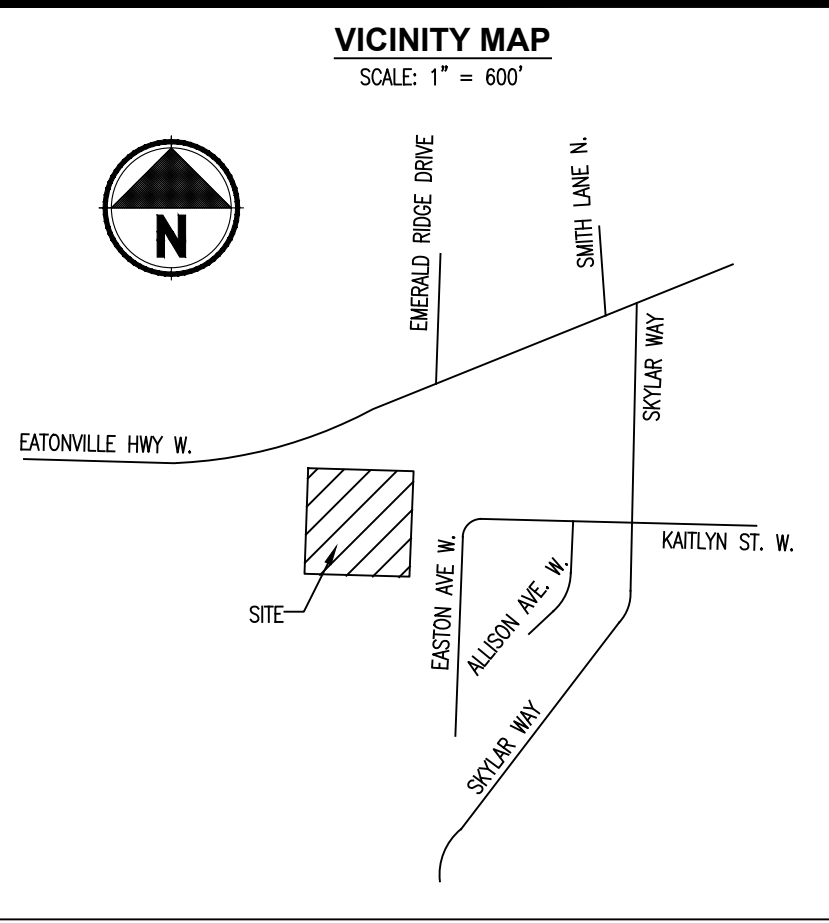 VICINITY MAP
SCALE: 1" = 600'
N
EMERALD RIDGE DRIVE
SMITH LANE N.
SKYLAR WAY
EATONVILLE HWY W.
KAITLYN ST. W.
EASTON AVE W.
ALLISON AVE. W.
SITE
SKYLAR WAY